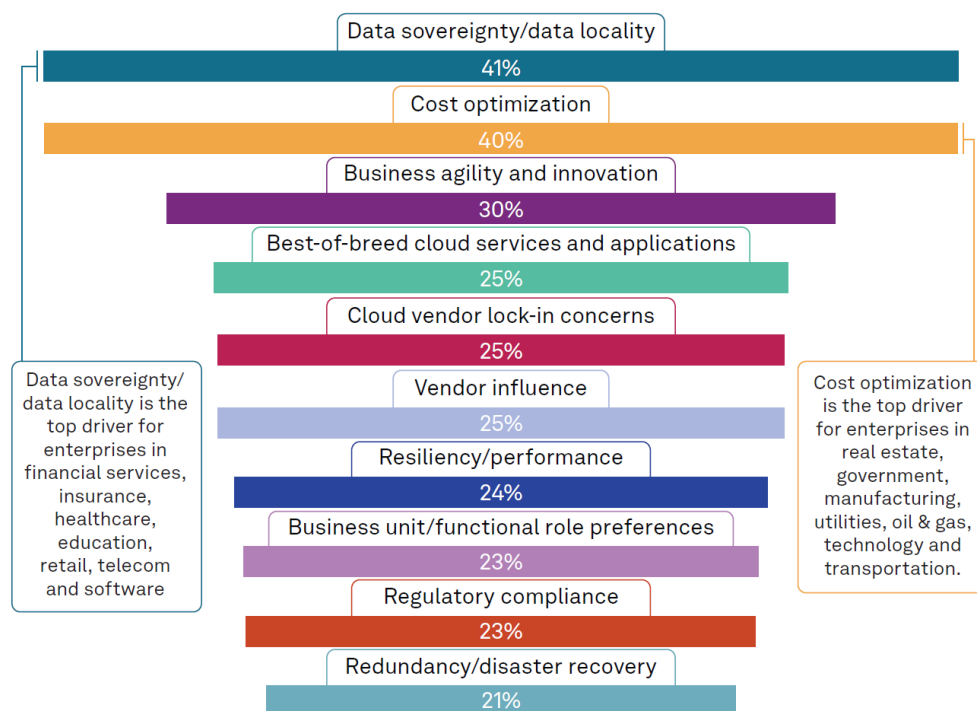 Data sovereignty/data locality
41%
Cost optimization
40%
Business agility and innovation
30%
Best-of-breed cloud services and applications
25%
Cloud vendor lock-in concerns
25%
Vendor influence
25%
Resiliency/performance
24%
Business unit/functional role preferences
23%
Regulatory compliance
23%
Redundancy/disaster recovery
21%
Data sovereignty/
data locality is the
top driver for
enterprises in
financial services,
insurance,
healthcare,
education,
retail, telecom
and software
Cost optimization
is the top driver
for enterprises in
real estate,
government,
manufacturing,
utilities, oil & gas,
technology and
transportation.